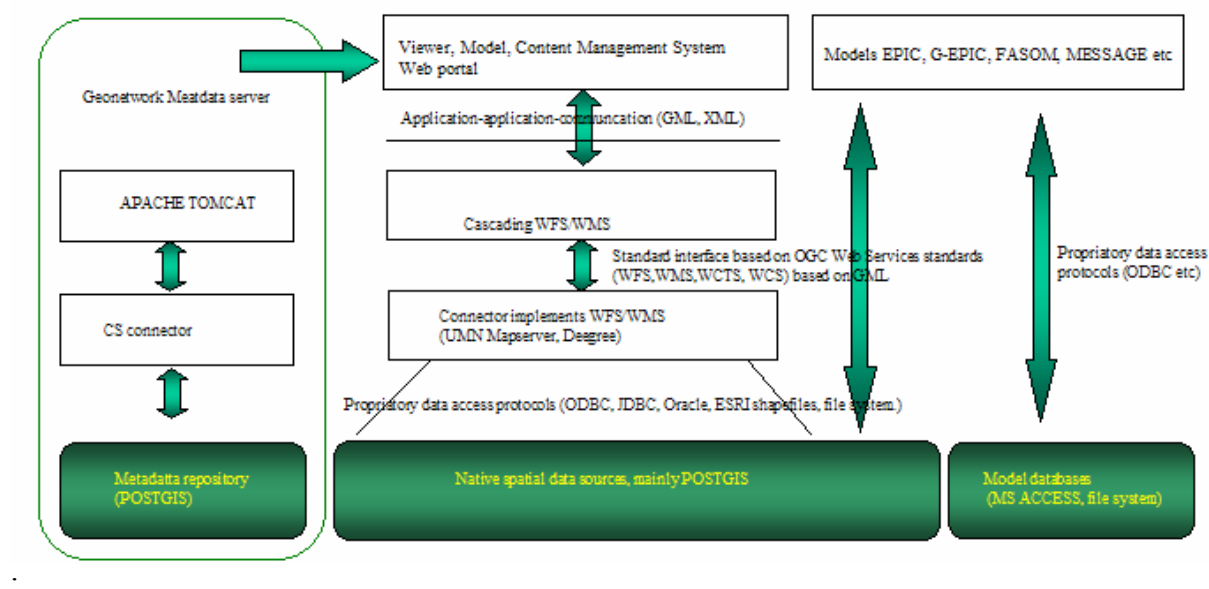 Viewer, Model, Content Management System
Web portal
Models EPIC, G-EPIC, FASOM, MESSAGE etc
Geonetwork Meatdata server
Application-application-communcation (GML, XML)
APACHE TOMCAT
Cascading WFS/WMS
Standard interface based on OGC Web Services standards
(WFS,WMS,WCTS, WCS) based on GML
Propriatory data access
protocols (ODBC etc)
CS connector
Connector implements WFS/WMS
(UMN Mapserver, Deegree)
Propriatory data access protocols (ODBC, JDBC, Oracle, ESRI shapefiles, file system.)
Metadatta repository
(POSTGIS)
Native spatial data sources, mainly POSTGIS
Model databases
(MS ACCESS, file system)
.